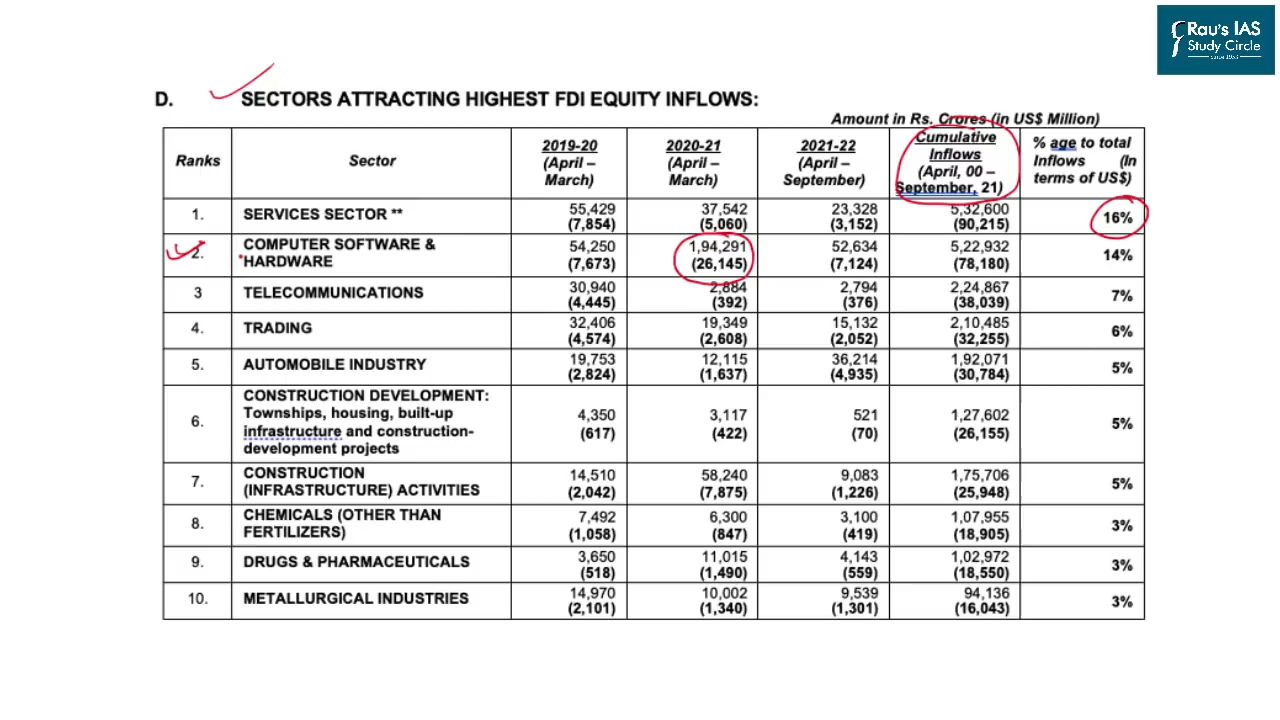 Rau's IAS
Study Circle
since 1953
D. SECTORS ATTRACTING HIGHEST FDI EQUITY INFLOWS:
Amount in Rs. Crores (in US$ Million)
Ranks
Sector
2019-20
(April –
March)
2020-21
(April –
March)
2021-22
(April –
September)
Cumulative
Inflows
(April, 00 –
September, 21)
% age to total
Inflows (In
terms of US$)
1.
SERVICES SECTOR **
55,429
(7,854)
37,542
(5,060)
23,328
(3,152)
5,32,600
(90,215)
16%
2.
COMPUTER SOFTWARE &
HARDWARE
54,250
(7,673)
1,94,291
(26,145)
52,634
(7,124)
5,22,932
(78,180)
14%
3
TELECOMMUNICATIONS
30,940
(4,445)
2,884
(392)
2,794
(376)
2,24,867
(38,039)
7%
4.
TRADING
32,406
(4,574)
19,349
(2,608)
15,132
(2,052)
2,10,485
(32,255)
6%
5.
AUTOMOBILE INDUSTRY
19,753
(2,824)
12,115
(1,637)
36,214
(4,935)
1,92,071
(30,784)
5%
6.
CONSTRUCTION DEVELOPMENT:
Townships, housing, built-up
infrastructure and construction-
development projects
4,350
(617)
3,117
(422)
521
(70)
1,27,602
(26,155)
5%
7.
CONSTRUCTION
(INFRASTRUCTURE) ACTIVITIES
14,510
(2,042)
58,240
(7,875)
9,083
(1,226)
1,75,706
(25,948)
5%
8.
CHEMICALS (OTHER THAN
FERTILIZERS)
7,492
(1,058)
6,300
(847)
3,100
(419)
1,07,955
(18,905)
3%
9.
DRUGS & PHARMACEUTICALS
3,650
(518)
11,015
(1,490)
4,143
(559)
1,02,972
(18,550)
3%
10.
METALLURGICAL INDUSTRIES
14,970
(2,101)
10,002
(1,340)
9,539
(1,301)
94,136
(16,043)
3%